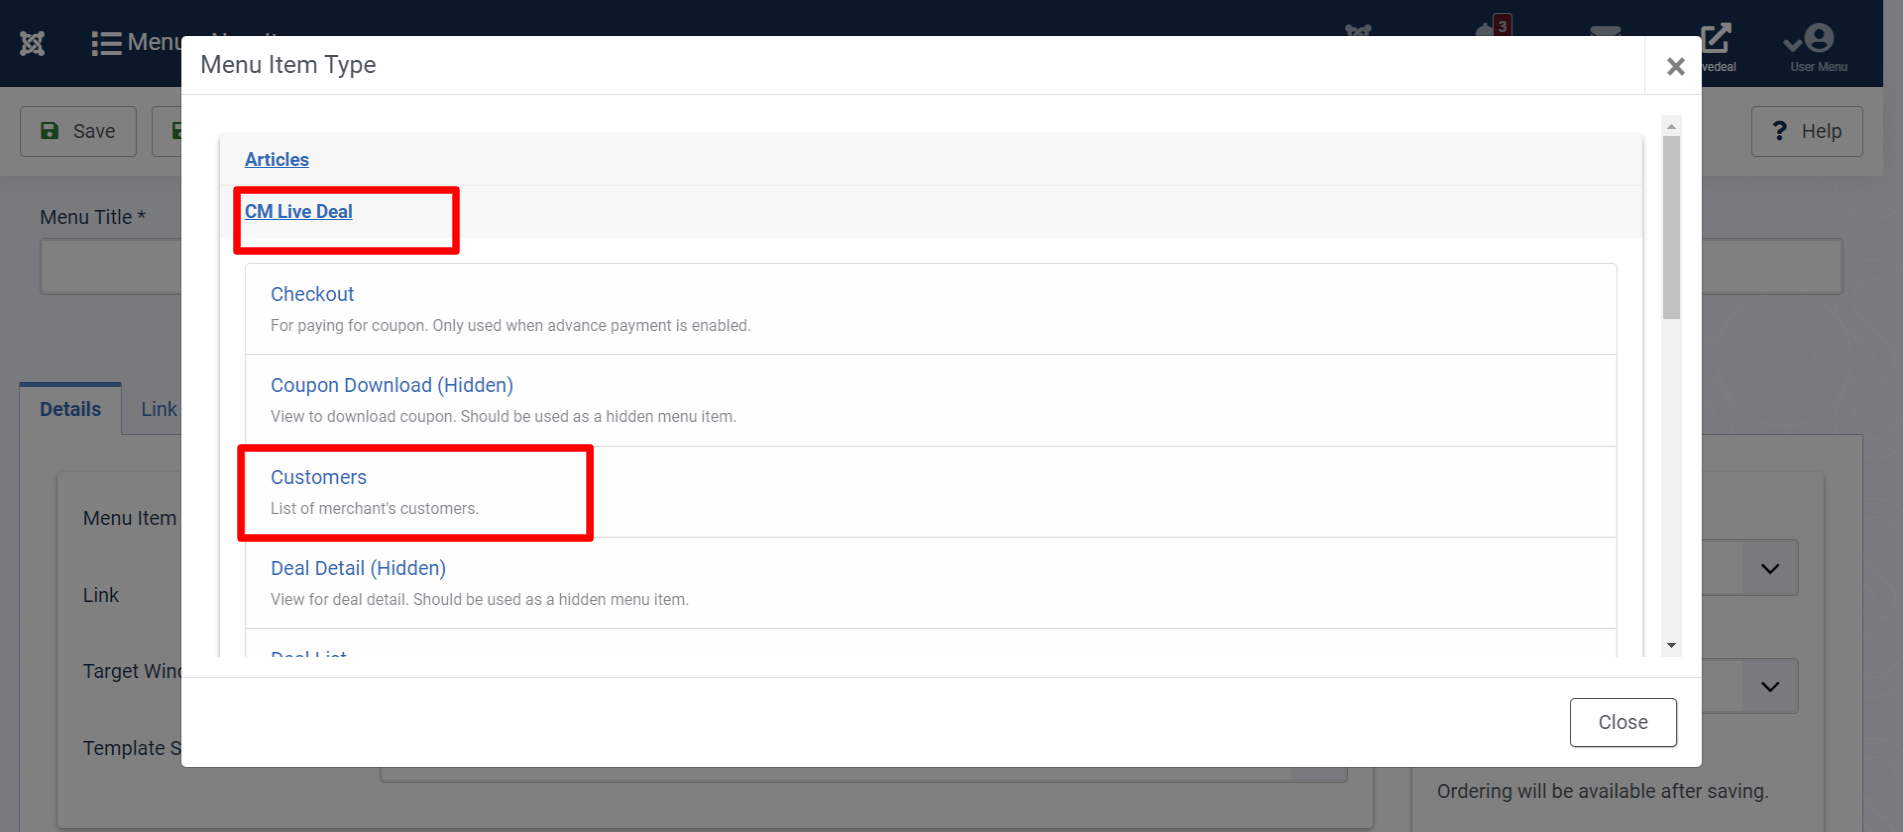 Menu
3
vedeal
User Menu
Menu Item Type
Save
Help
Menu Title *
Articles
CM Live Deal
Checkout
For paying for coupon. Only used when advance payment is enabled.
Details
Link
Coupon Download (Hidden)
View to download coupon. Should be used as a hidden menu item.
Customers
List of merchant's customers.
Menu Item
Deal Detail (Hidden)
View for deal detail. Should be used as a hidden menu item.
Link
Deal List
Target Wind
Close
Template S
Ordering will be available after saving.